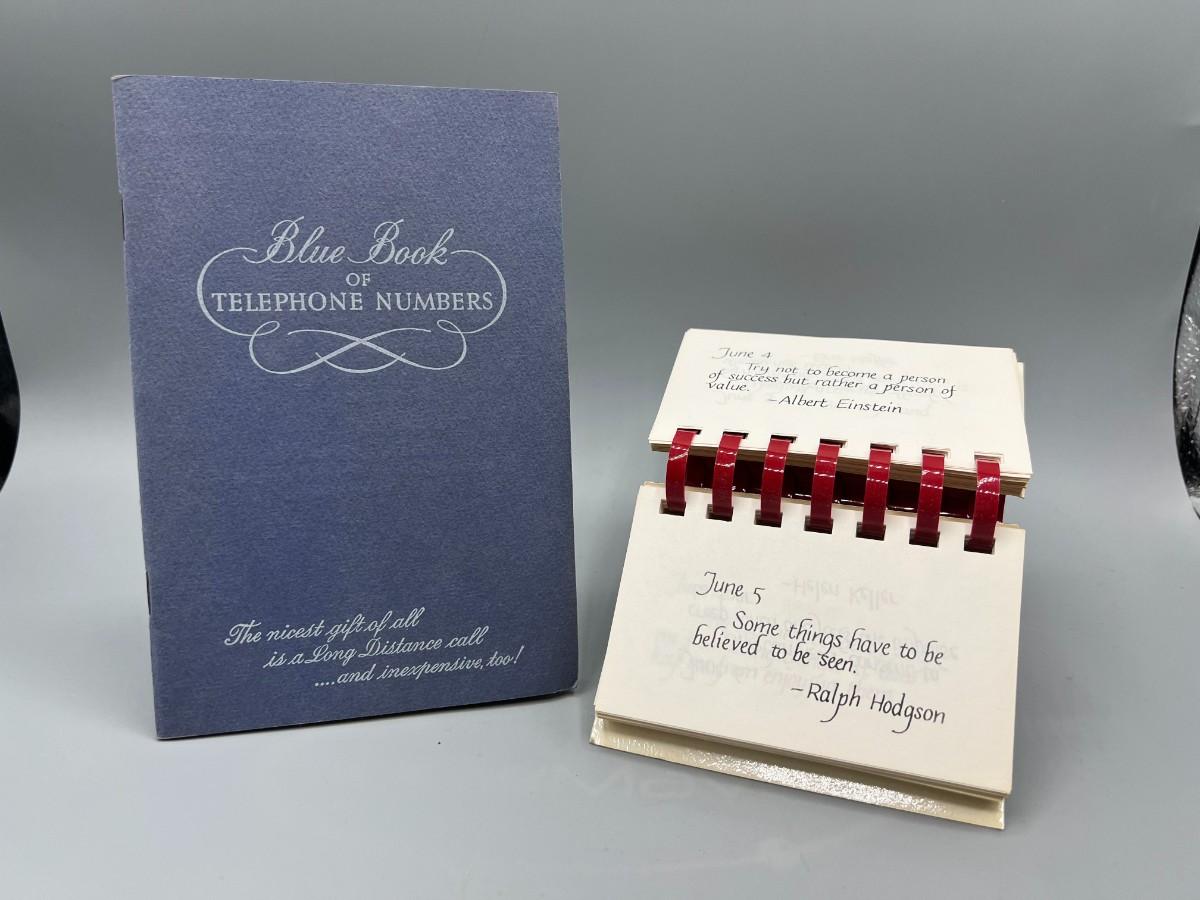 Blue Book
OF
TELEPHONE NUMBERS
The nicest gift of all
is a Long Distance call
....and inexpensive, too!
June 4
Try not to become a person
of success but rather a person of
value.
-Albert Einstein
June 5
Some things have to be
believed to be seen.
-Ralph Hodgson
-Helen Keller